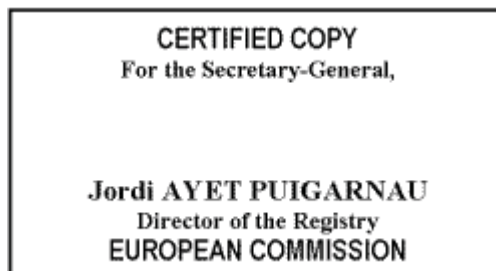 CERTIFIED COPY
For the Secretary-General,
Jordi AYET PUIGARNAU
Director of the Registry
EUROPEAN COMMISSION